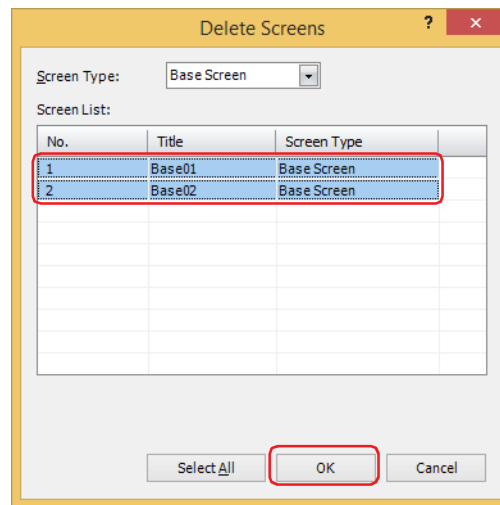 Delete Screens ? ×
Screen Type: Base Screen
Screen List:
No. Title Screen Type
1 Base01 Base Screen
2 Base02 Base Screen
Select All OK Cancel